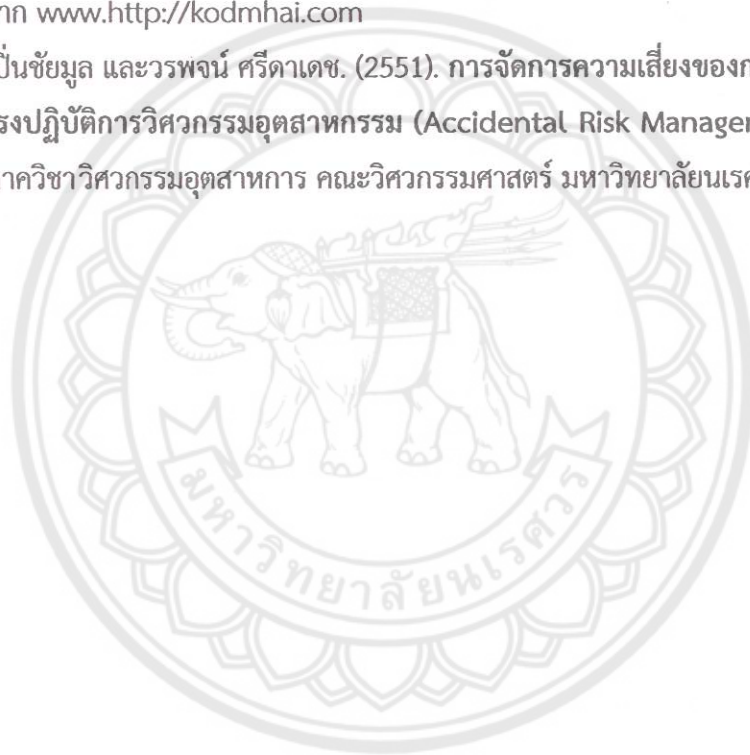 าก www.http://kodmhai.com
ปิ่นชัยมูล และวรพจน์ ศรีดาเดช. (2551). การจัดการความเสี่ยงของก
รงปฏิบัติการวิศวกรรมอุตสาหกรรม (Accidental Risk Manager
าควิชาวิศวกรรมอุตสาหการ คณะวิศวกรรมศาสตร์ มหาวิทยาลัยนเรศ
มหาวิทยาลัยนเรศวร